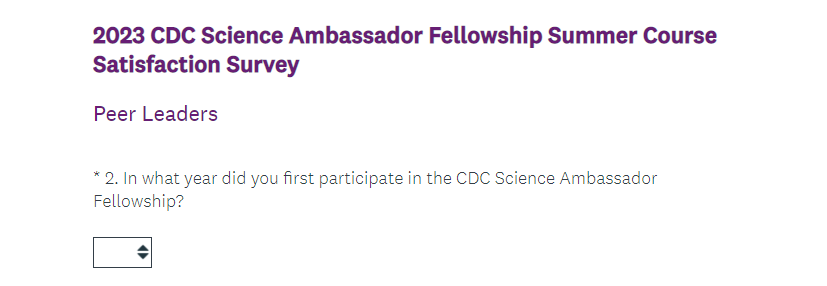 2023 CDC Science Ambassador Fellowship Summer Course
Satisfaction Survey
Peer Leaders
* 2. In what year did you first participate in the CDC Science Ambassador
Fellowship?